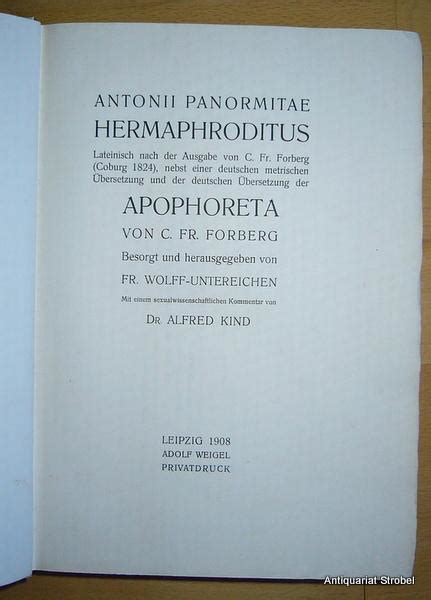 ANTONII PANORMITAE
HERMAPHRODITUS
Lateinisch nach der Ausgabe von C. Fr. Forberg
(Coburg 1824), nebst einer deutschen metrischen
Übersetzung und der deutschen Übersetzung der
APOPHORETA
VON C. FR. FORBERG
Besorgt und herausgegeben von
FR. WOLFF-UNTEREICHEN
Mit einem sexualwissenschaftlichen Kommentar von
DR. ALFRED KIND
LEIPZIG 1908
ADOLF WEIGEL
PRIVATDRUCK
Antiquariat Strobel